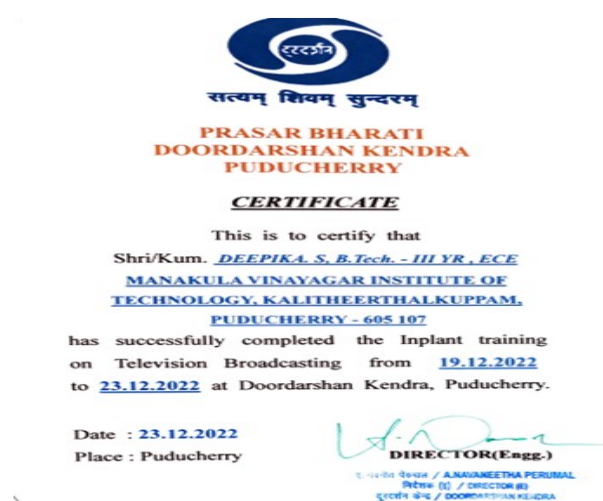 दूरदर्शन
सत्यम् शिवम् सुन्दरम्
PRASAR BHARATI
DOORDARSHAN KENDRA
PUDUCHERRY
CERTIFICATE
This is to certify that
Shri/Kum. DEEPIKA. S, B.Tech. - III YR , ECE
MANAKULA VINAYAGAR INSTITUTE OF
TECHNOLOGY, KALITHEERTHALKUPPAM,
PUDUCHERRY - 605 107
has successfully completed the Inplant training
on Television Broadcasting from 19.12.2022
to 23.12.2022 at Doordarshan Kendra, Puducherry.
Date : 23.12.2022
Place : Puducherry
DIRECTOR(Engg.)
/ A.NAVANEETHA PERUMAL
निदेशक (इ) / DIRECTOR (E)
दूरदर्शन केन्द्र / DOORDARSHAN KENDRA